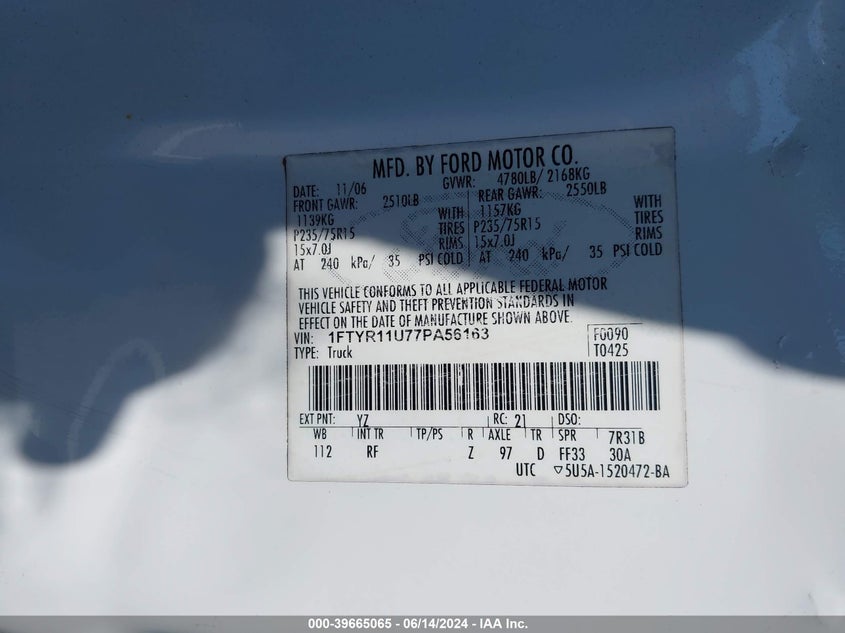 MFD. BY FORD MOTOR CO.
DATE: 11/06 GVWR: 4780LB/ 2168KG
FRONT GAWR: 2510LB REAR GAWR: 2550LB
1139KG WITH 1157KG WITH
P235/75R15 TIRES P235/75R15 TIRES
15x7.0J RIMS 15x7.0J RIMS
AT 240 kPa/ 35 PSI COLD AT 240 kPa/ 35 PSI COLD
THIS VEHICLE CONFORMS TO ALL APPLICABLE FEDERAL MOTOR
VEHICLE SAFETY AND THEFT PREVENTION STANDARDS IN
EFFECT ON THE DATE OF MANUFACTURE SHOWN ABOVE.
VIN: 1FTYR11U77PA56163 F0090
TYPE: Truck T0425
EXT PNT: YZ RC: 21 DSO:
WB INT TR TP/PS R AXLE TR SPR 7R31B
112 RF Z 97 D FF33 30A
UTC ▽5U5A-1520472-BA
000-39665065 - 06/14/2024 - IAA Inc.